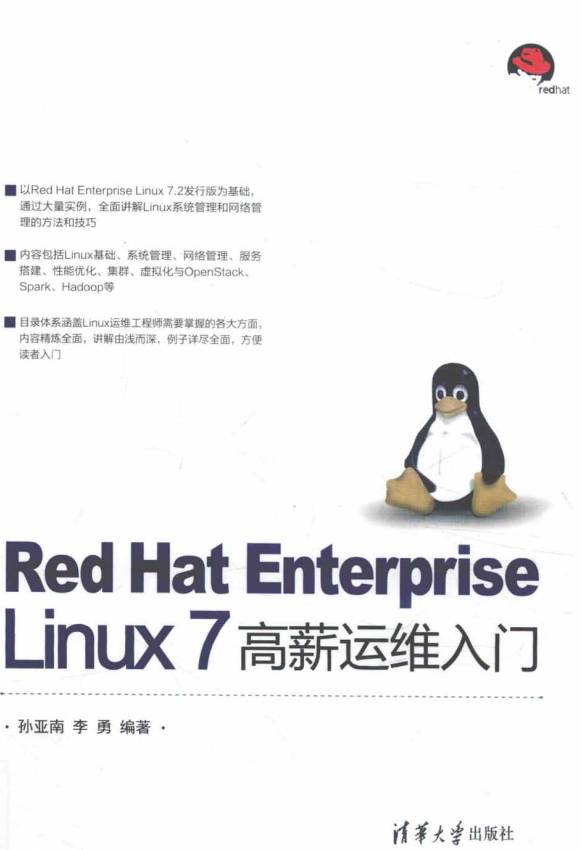 redhat
以Red Hat Enterprise Linux 7.2发行版为基础，
通过大量实例，全面讲解Linux系统管理和网络管
理的方法和技巧
内容包括Linux基础、系统管理、网络管理、服务
搭建、性能优化、集群、虚拟化与OpenStack、
Spark、Hadoop等
目录体系涵盖Linux运维工程师需要掌握的各大方面，
内容精炼全面，讲解由浅而深，例子详尽全面，方便
读者入门
Red Hat Enterprise
Linux 7 高薪运维入门
· 孙亚南 李 勇 编著 ·
清华大学出版社